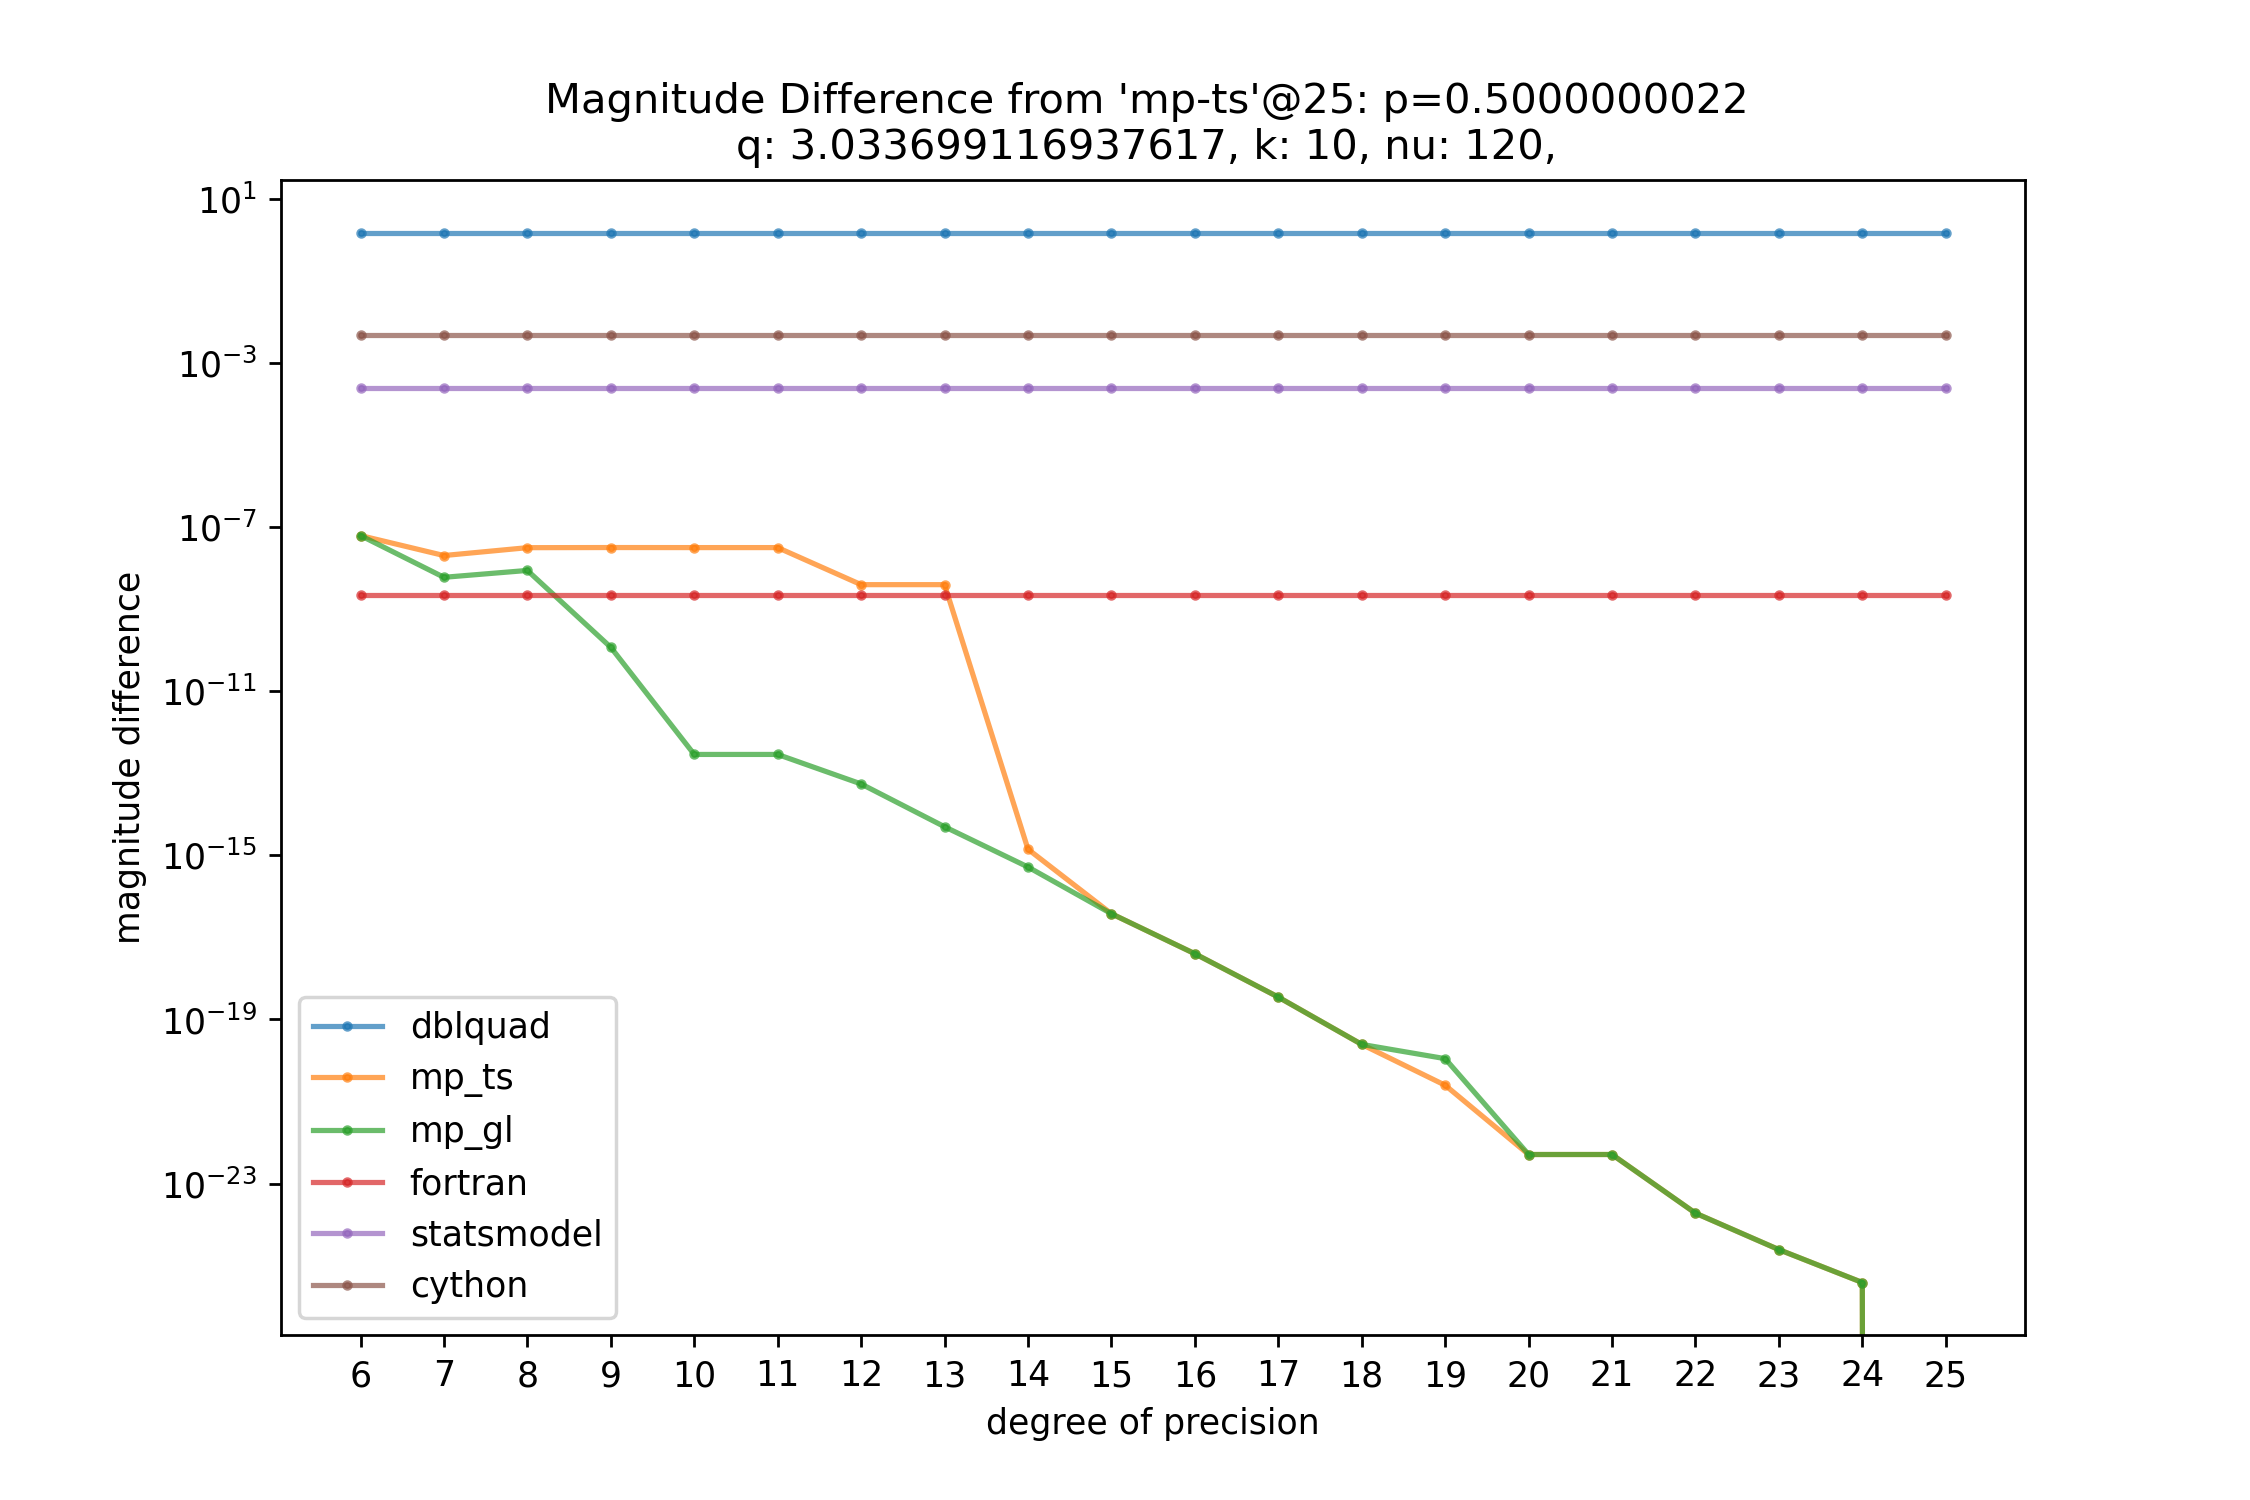 Magnitude Difference from 'mp-ts'@25: p=0.5000000022
q: 3.033699116937617, k: 10, nu: 120,
magnitude difference
10^1
10^-3
10^-7
10^-11
10^-15
10^-19
10^-23
dblquad
mp_ts
mp_gl
fortran
statsmodel
cython
6 7 8 9 10 11 12 13 14 15 16 17 18 19 20 21 22 23 24 25
degree of precision